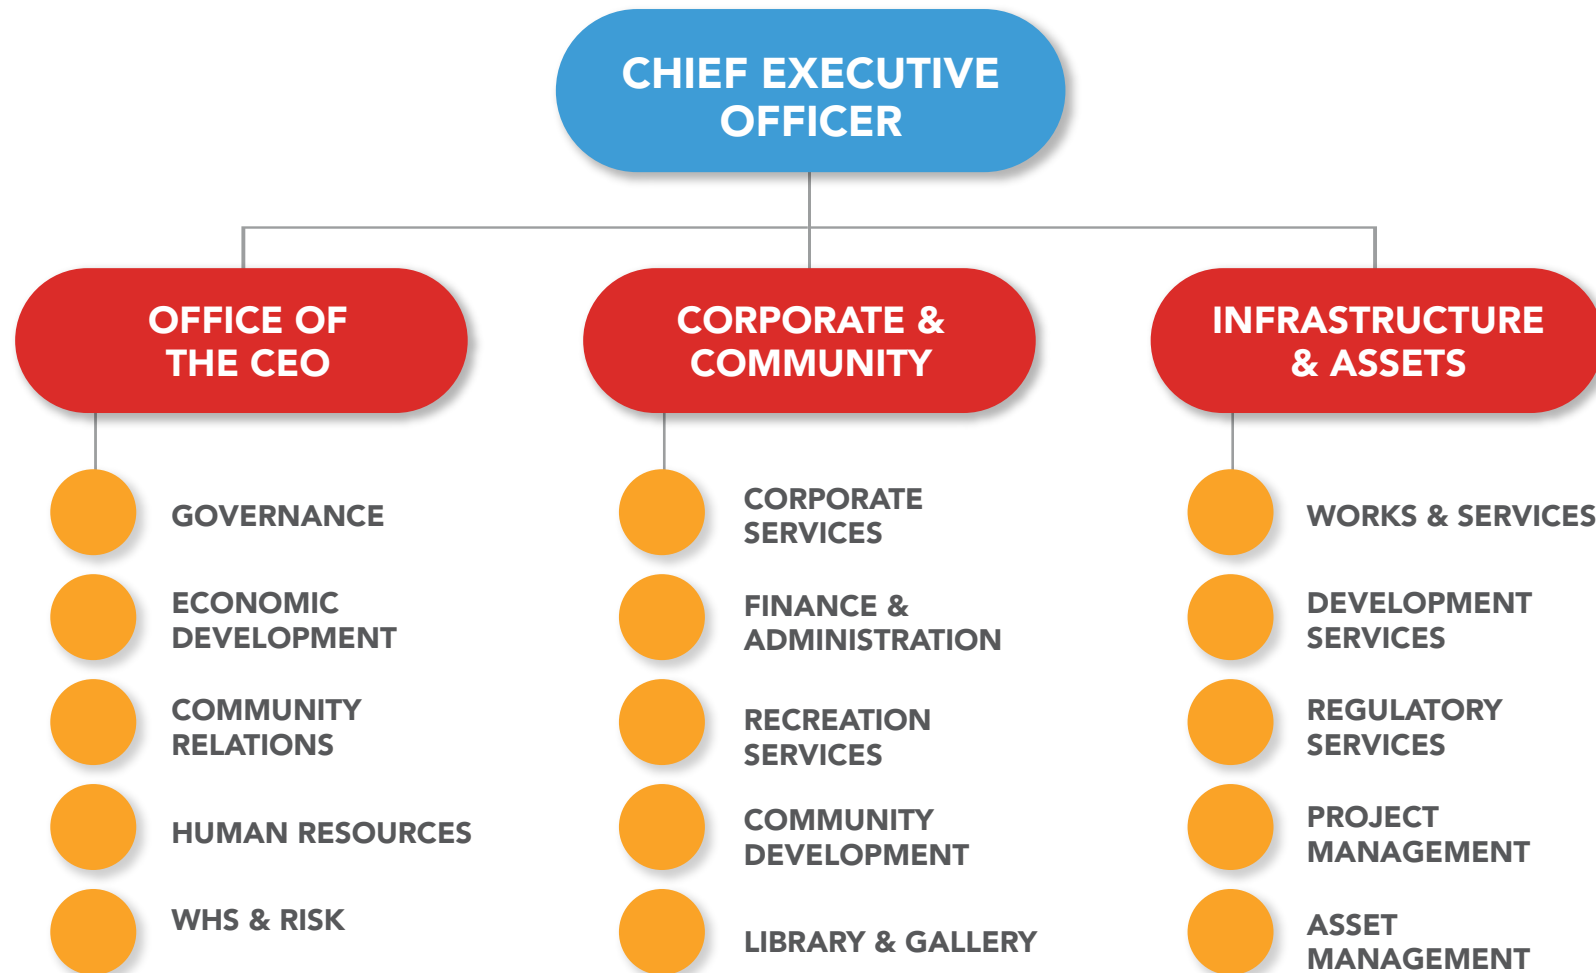 CHIEF EXECUTIVE
OFFICER
OFFICE OF
THE CEO
GOVERNANCE
ECONOMIC
DEVELOPMENT
COMMUNITY
RELATIONS
HUMAN RESOURCES
WHS & RISK
CORPORATE &
COMMUNITY
CORPORATE
SERVICES
FINANCE &
ADMINISTRATION
RECREATION
SERVICES
COMMUNITY
DEVELOPMENT
LIBRARY & GALLERY
INFRASTRUCTURE
& ASSETS
WORKS & SERVICES
DEVELOPMENT
SERVICES
REGULATORY
SERVICES
PROJECT
MANAGEMENT
ASSET
MANAGEMENT